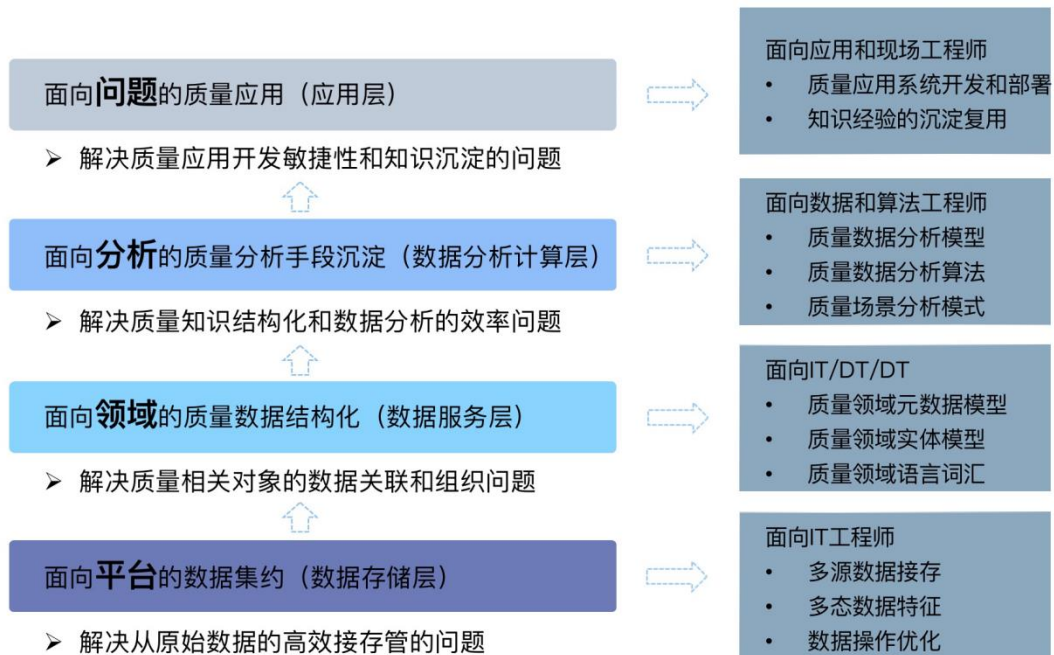 面向问题的质量应用（应用层）
➢ 解决质量应用开发敏捷性和知识沉淀的问题
面向应用和现场工程师
• 质量应用系统开发和部署
• 知识经验的沉淀复用
面向分析的质量分析手段沉淀（数据分析计算层）
➢ 解决质量知识结构化和数据分析的效率问题
面向数据和算法工程师
• 质量数据分析模型
• 质量数据分析算法
• 质量场景分析模式
面向领域的质量数据结构化（数据服务层）
➢ 解决质量相关对象的数据关联和组织问题
面向IT/DT/DT
• 质量领域元数据模型
• 质量领域实体模型
• 质量领域语言词汇
面向平台的数据集约（数据存储层）
➢ 解决从原始数据的高效接存管的问题
面向IT工程师
• 多源数据接存
• 多态数据特征
• 数据操作优化